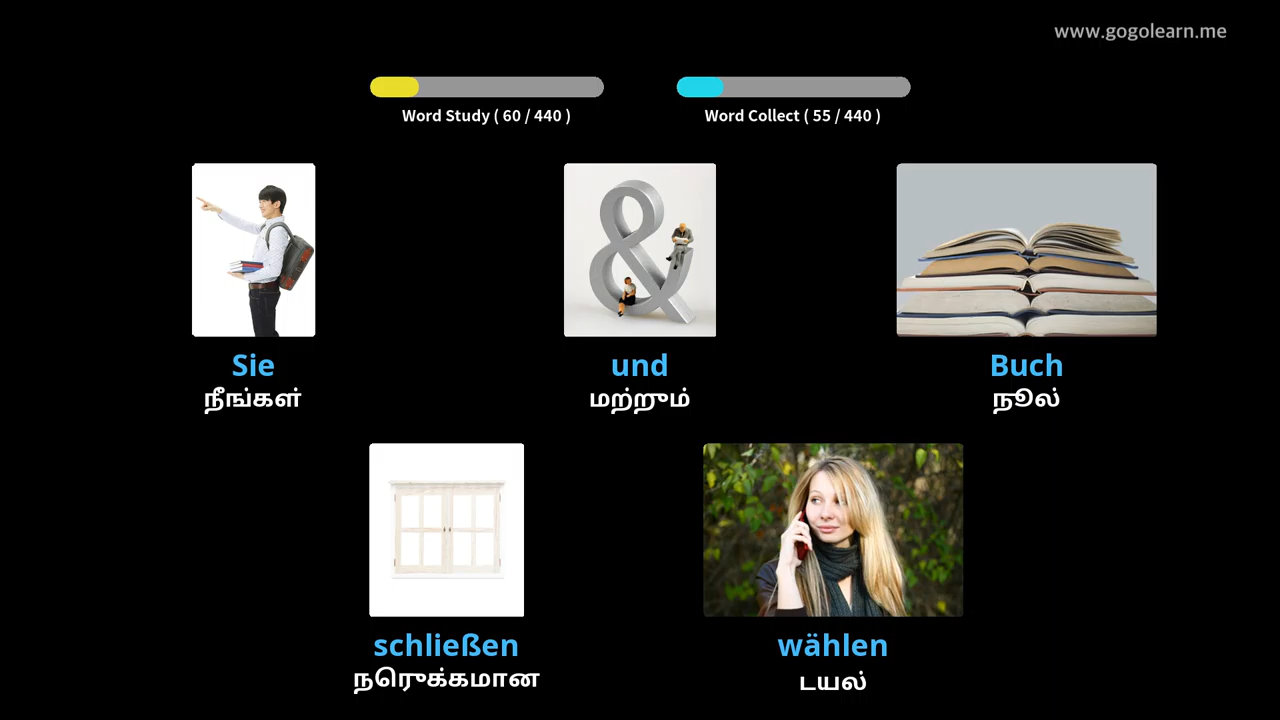 www.gogolearn.me
Word Study ( 60 / 440 )
Word Collect ( 55 / 440 )
Sie
und
Buch
நீங்கள்
மற்றும்
நூல்
schließen
wählen
நெருக்கமான
டயல்